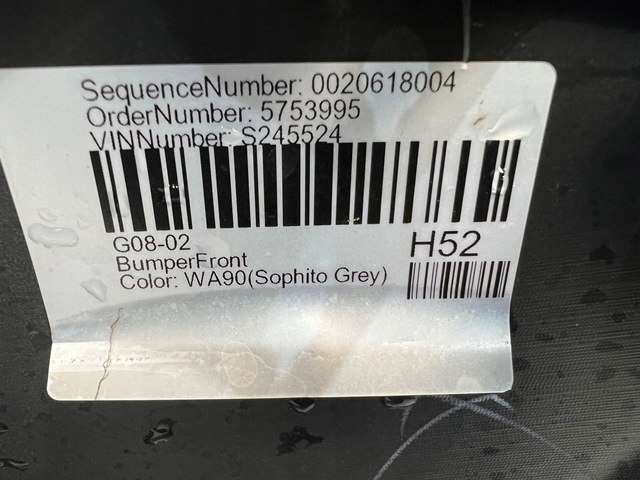 SequenceNumber: 0020618004
OrderNumber: 5753995
VINNumber: S245524
G08-02
H52
BumperFront
Color: WA90(Sophito Grey)